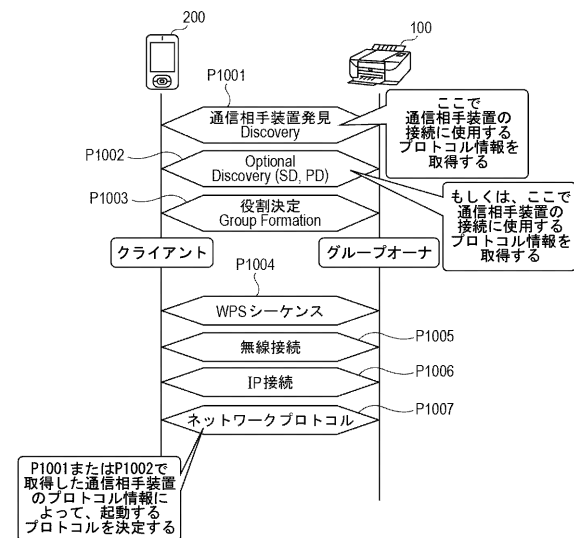 200
100
P1001
通信相手装置発見
Discovery
ここで
通信相手装置の
接続に使用する
プロトコル情報を
取得する
P1002
Optional
Discovery (SD, PD)
P1003
役割決定
Group Formation
もしくは、ここで
通信相手装置の
接続に使用する
プロトコル情報を
取得する
クライアント
グループオーナ
P1004
WPSシーケンス
無線接続
P1005
IP接続
P1006
ネットワークプロトコル
P1007
P1001またはP1002で
取得した通信相手装置
のプロトコル情報に
よって、起動する
プロトコルを決定する